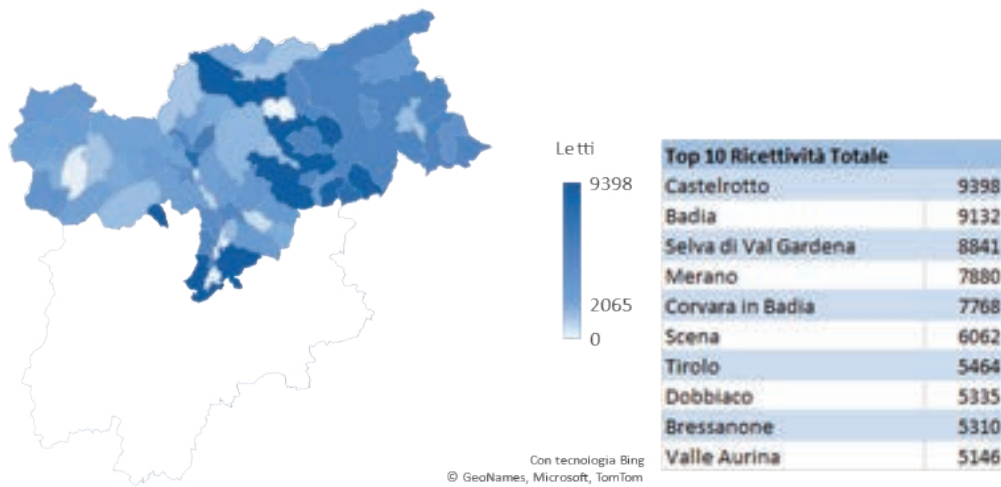 Letti
9398
2065
0
Top 10 Ricettività Totale
Castelrotto 9398
Badia 9132
Selva di Val Gardena 8841
Merano 7880
Corvara in Badia 7768
Scena 6062
Tirolo 5464
Dobbiaco 5335
Bressanone 5310
Valle Aurina 5146
Con tecnologia Bing
© GeoNames, Microsoft, TomTom